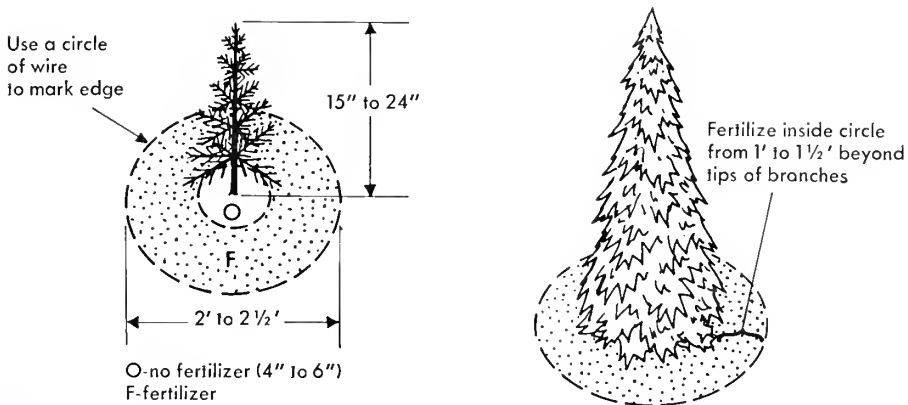 Use a circle
of wire
to mark edge
15" to 24"
O
F
2' to 2½'
O-no fertilizer (4" to 6")
F-fertilizer
Fertilize inside circle
from 1' to 1½' beyond
tips of branches